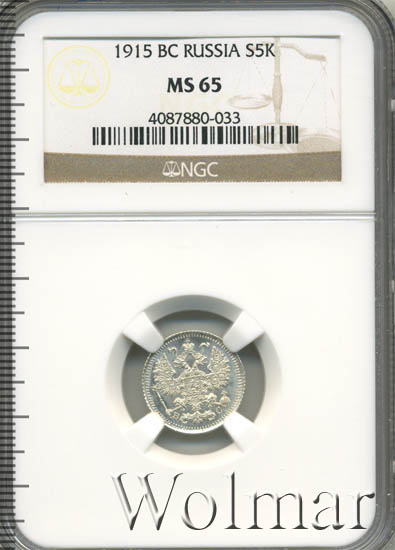 1915 BC RUSSIA S5K
MS 65
4087880-033
NGC
В С
Wolmar